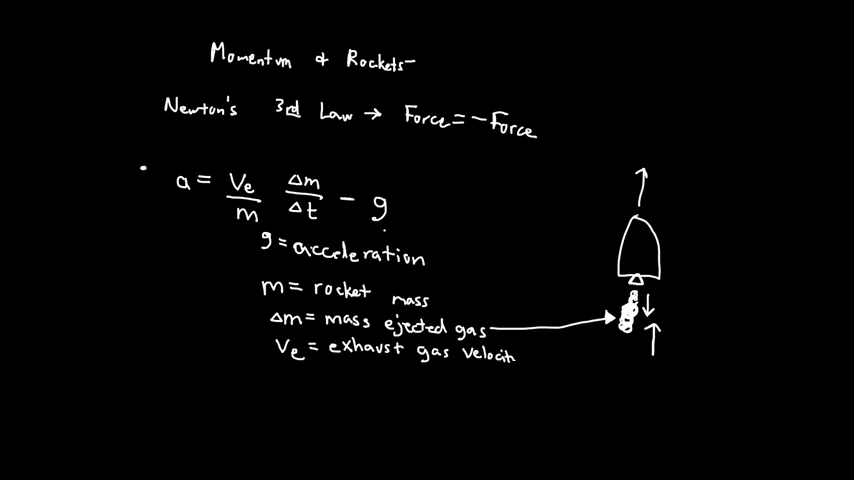 Momentum & Rockets-
Newton's 3rd Law → Force = -Force
• a = Ve/m Δm/Δt - g
g = acceleration
m = rocket mass
Δm = mass ejected gas
Ve = exhaust gas velocit